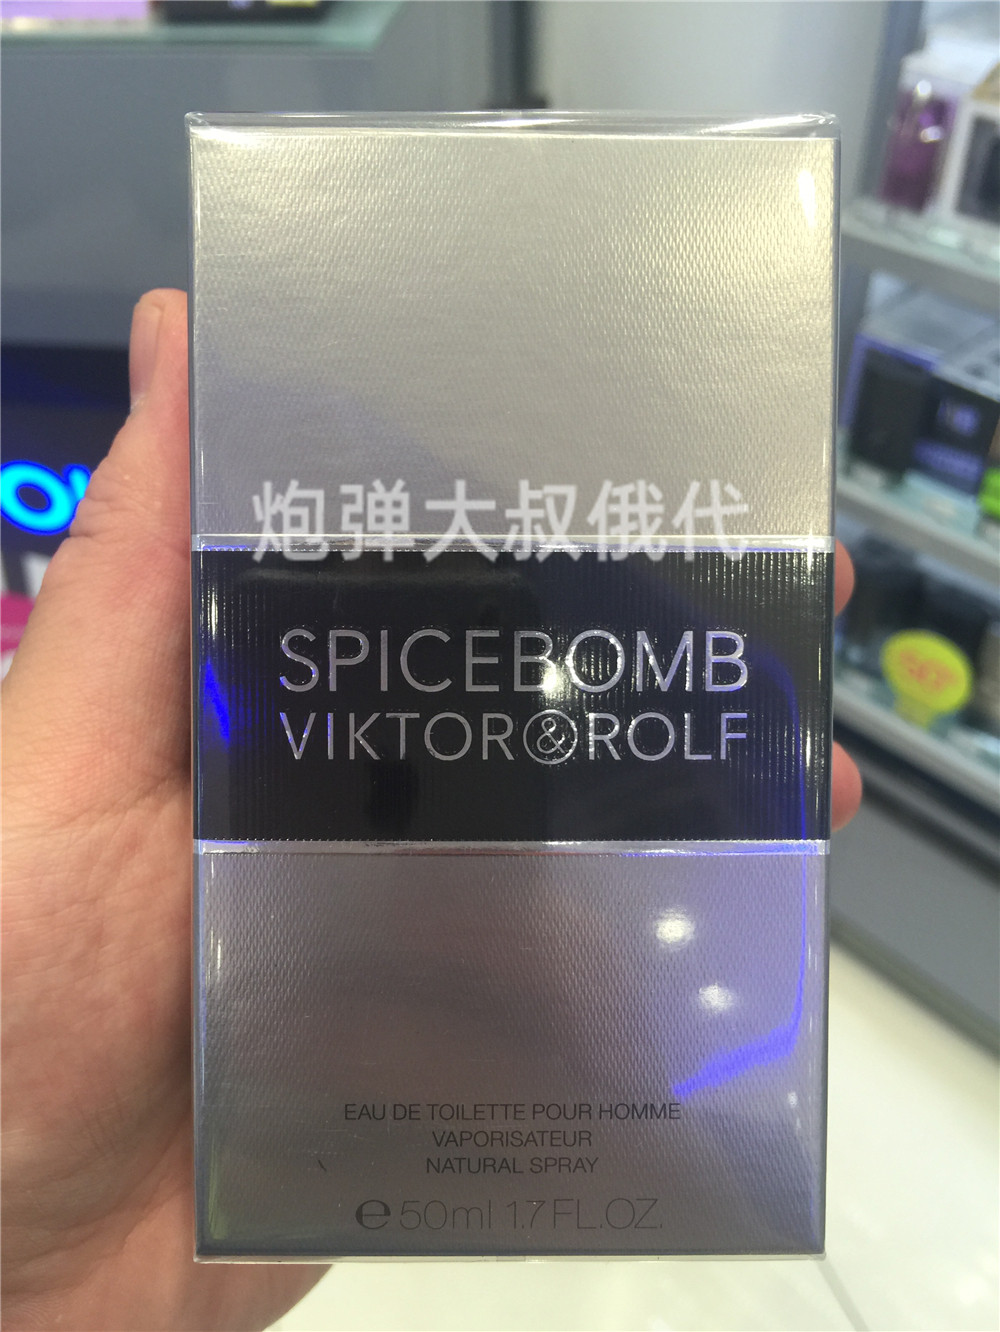 炮弹大叔俄代
SPICEBOMB
VIKTOR&ROLF
EAU DE TOILETTE POUR HOMME
VAPORISATEUR
NATURAL SPRAY
e 50ml 1.7 FL.OZ.